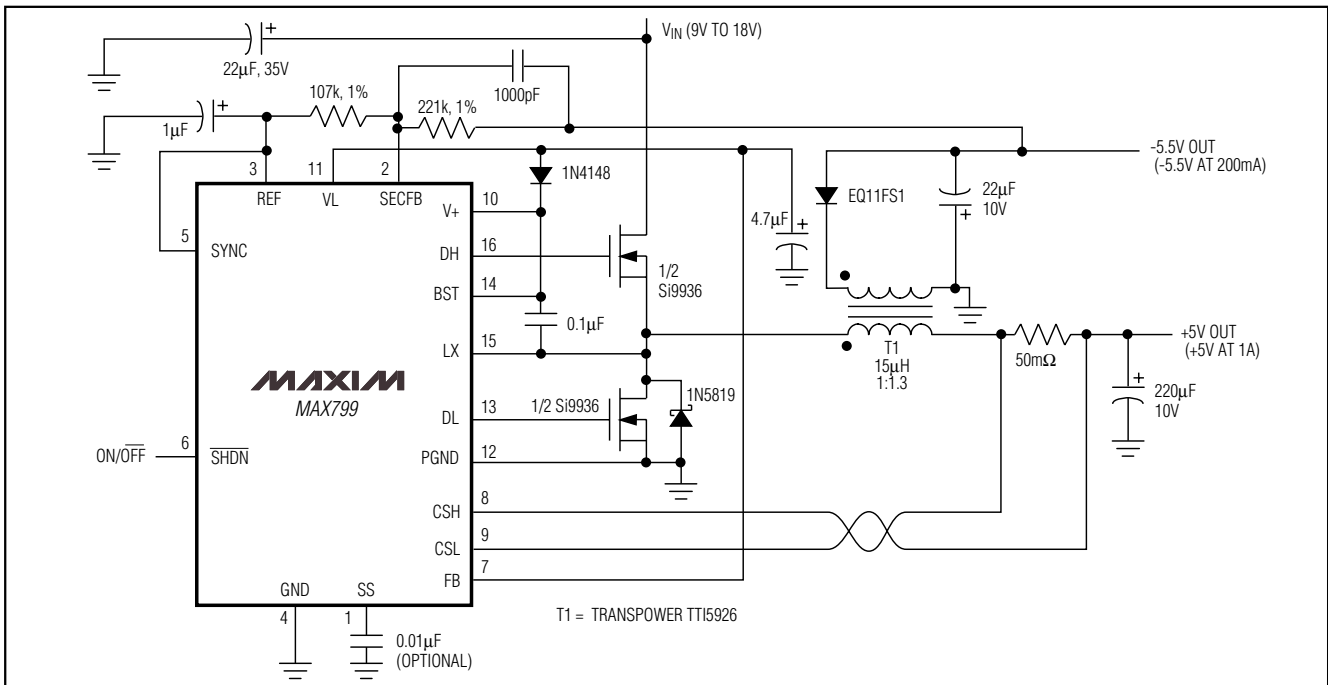 V_IN (9V TO 18V)
+
22µF, 35V
107k, 1%
1000pF
+
1µF
221k, 1%
-5.5V OUT
(-5.5V AT 200mA)
3
11
2
1N4148
EQ11FS1
22µF
10V
+
REF
VL
SECFB
10
V+
4.7µF
+
5
SYNC
16
DH
1/2
Si9936
14
BST
0.1µF
15
LX
T1
15µH
1:1.3
50mΩ
+5V OUT
(+5V AT 1A)
+
220µF
10V
MAXIM
MAX799
13
DL
1/2 Si9936
1N5819
ON/O̅F̅F̅
6
S̅H̅D̅N̅
12
PGND
8
CSH
9
CSL
7
FB
GND
SS
4
1
T1 = TRANSPOWER TTI5926
0.01µF
(OPTIONAL)